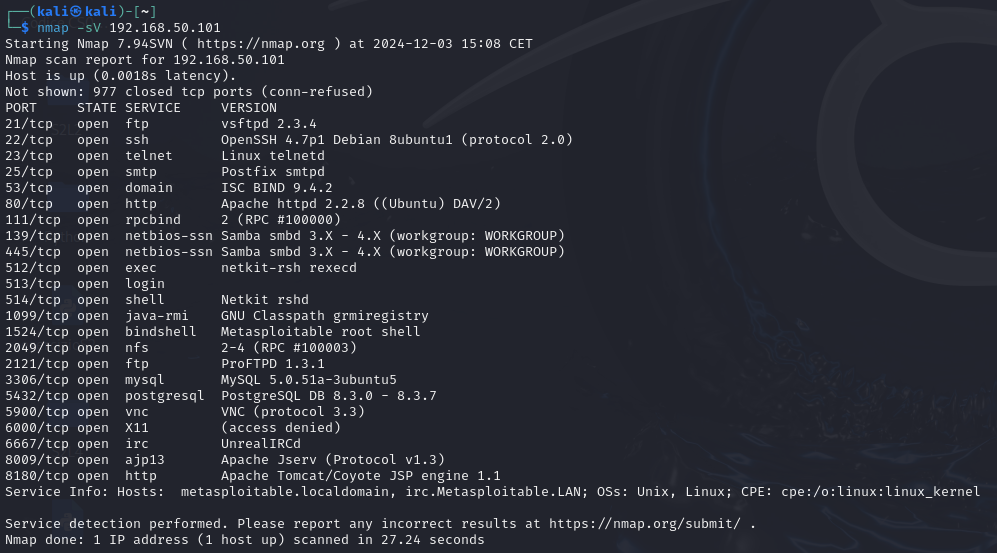 ┌──(kali㉿kali)-[~]
└─$ nmap -sV 192.168.50.101
Starting Nmap 7.94SVN ( https://nmap.org ) at 2024-12-03 15:08 CET
Nmap scan report for 192.168.50.101
Host is up (0.0018s latency).
Not shown: 977 closed tcp ports (conn-refused)
PORT     STATE SERVICE     VERSION
21/tcp   open  ftp         vsftpd 2.3.4
22/tcp   open  ssh         OpenSSH 4.7p1 Debian 8ubuntu1 (protocol 2.0)
23/tcp   open  telnet      Linux telnetd
25/tcp   open  smtp        Postfix smtpd
53/tcp   open  domain      ISC BIND 9.4.2
80/tcp   open  http        Apache httpd 2.2.8 ((Ubuntu) DAV/2)
111/tcp  open  rpcbind     2 (RPC #100000)
139/tcp  open  netbios-ssn Samba smbd 3.X - 4.X (workgroup: WORKGROUP)
445/tcp  open  netbios-ssn Samba smbd 3.X - 4.X (workgroup: WORKGROUP)
512/tcp  open  exec        netkit-rsh rexecd
513/tcp  open  login
514/tcp  open  shell       Netkit rshd
1099/tcp open  java-rmi    GNU Classpath grmiregistry
1524/tcp open  bindshell   Metasploitable root shell
2049/tcp open  nfs         2-4 (RPC #100003)
2121/tcp open  ftp         ProFTPD 1.3.1
3306/tcp open  mysql       MySQL 5.0.51a-3ubuntu5
5432/tcp open  postgresql  PostgreSQL DB 8.3.0 - 8.3.7
5900/tcp open  vnc         VNC (protocol 3.3)
6000/tcp open  X11         (access denied)
6667/tcp open  irc         UnrealIRCd
8009/tcp open  ajp13       Apache Jserv (Protocol v1.3)
8180/tcp open  http        Apache Tomcat/Coyote JSP engine 1.1
Service Info: Hosts:  metasploitable.localdomain, irc.Metasploitable.LAN; OSs: Unix, Linux; CPE: cpe:/o:linux:linux_kernel
Service detection performed. Please report any incorrect results at https://nmap.org/submit/ .
Nmap done: 1 IP address (1 host up) scanned in 27.24 seconds